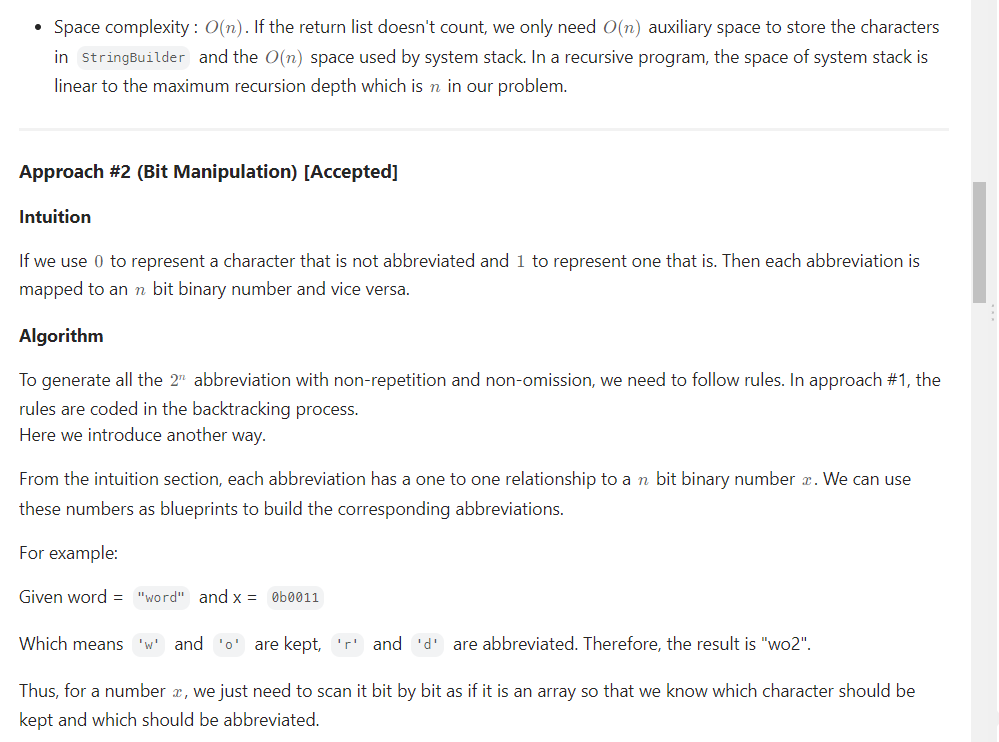 • Space complexity : O(n). If the return list doesn't count, we only need O(n) auxiliary space to store the characters
in StringBuilder and the O(n) space used by system stack. In a recursive program, the space of system stack is
linear to the maximum recursion depth which is n in our problem.
Approach #2 (Bit Manipulation) [Accepted]
Intuition
If we use 0 to represent a character that is not abbreviated and 1 to represent one that is. Then each abbreviation is
mapped to an n bit binary number and vice versa.
Algorithm
To generate all the 2ⁿ abbreviation with non-repetition and non-omission, we need to follow rules. In approach #1, the
rules are coded in the backtracking process.
Here we introduce another way.
From the intuition section, each abbreviation has a one to one relationship to a n bit binary number x. We can use
these numbers as blueprints to build the corresponding abbreviations.
For example:
Given word = "word" and x = 0b0011
Which means 'w' and 'o' are kept, 'r' and 'd' are abbreviated. Therefore, the result is "wo2".
Thus, for a number x, we just need to scan it bit by bit as if it is an array so that we know which character should be
kept and which should be abbreviated.